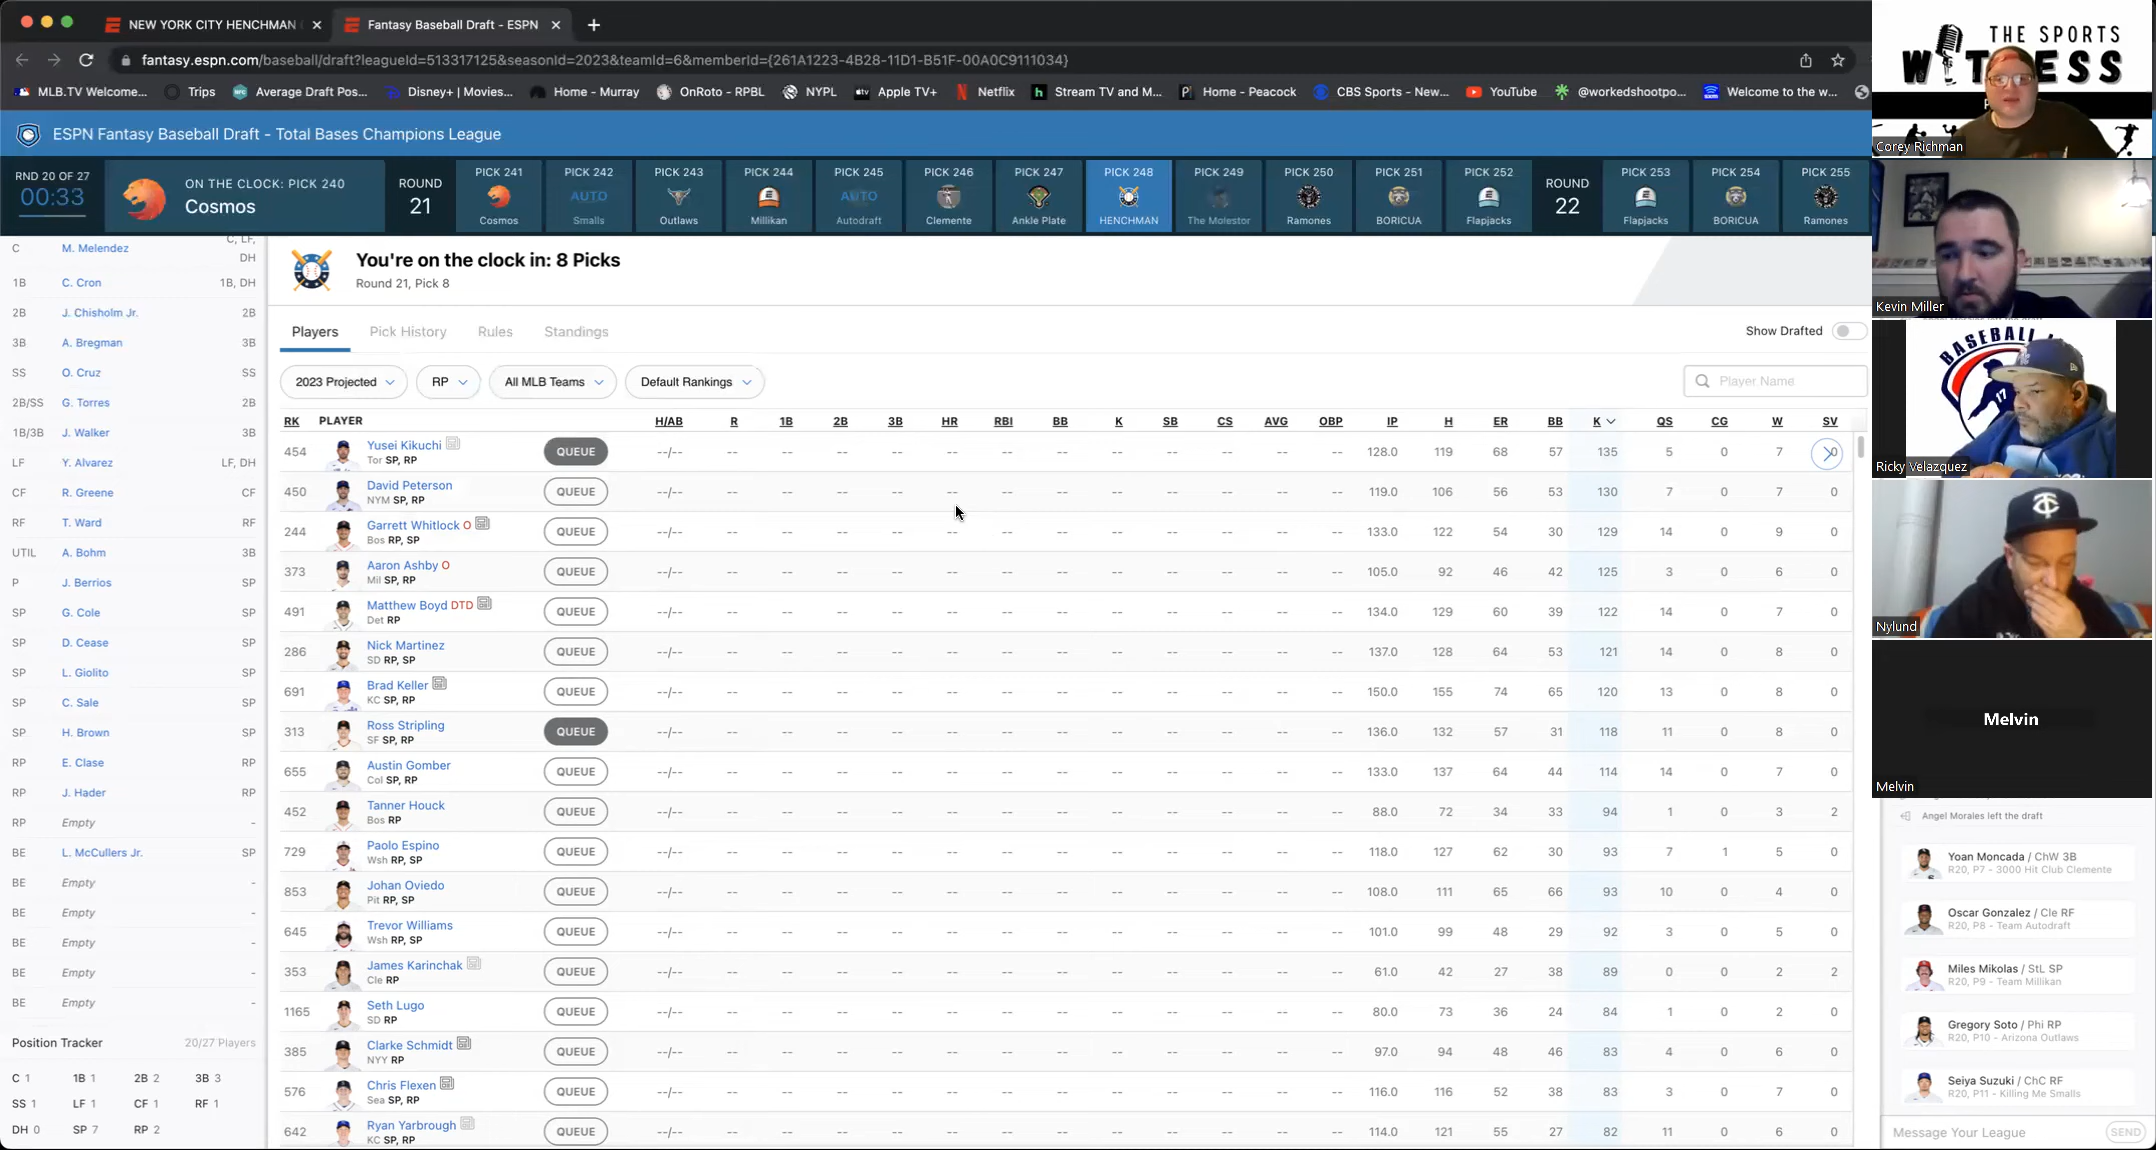 NEW YORK CITY HENCHMAN
Fantasy Baseball Draft - ESPN
fantasy.espn.com/baseball/draft?leagueId=513317125&seasonId=2023&teamId=6&memberId={261A1223-4B28-11D1-B51F-00A0C9111034}
MLB.TV Welcome... Trips Average Draft Pos... Disney+ | Movies... Home - Murray OnRoto - RPBL NYPL Apple TV+ Netflix Stream TV and M... Home - Peacock CBS Sports - New... YouTube @workedshootpo... Welcome to the w...
ESPN Fantasy Baseball Draft - Total Bases Champions League
RND 20 OF 27
00:33
ON THE CLOCK: PICK 240
Cosmos
ROUND 21
PICK 241 Cosmos
PICK 242 AUTO Smalls
PICK 243 Outlaws
PICK 244 Millikan
PICK 245 AUTO Autodraft
PICK 246 Clemente
PICK 247 Ankle Plate
PICK 248 HENCHMAN
PICK 249 The Molestor
PICK 250 Ramones
PICK 251 BORICUA
PICK 252 Flapjacks
ROUND 22
PICK 253 Flapjacks
PICK 254 BORICUA
PICK 255 Ramones
C M. Melendez C, LF, DH
1B C. Cron 1B, DH
2B J. Chisholm Jr. 2B
3B A. Bregman 3B
SS O. Cruz SS
2B/SS G. Torres 2B
1B/3B J. Walker 3B
LF Y. Alvarez LF, DH
CF R. Greene CF
RF T. Ward RF
UTIL A. Bohm 3B
P J. Berrios SP
SP G. Cole SP
SP D. Cease SP
SP L. Giolito SP
SP C. Sale SP
SP H. Brown SP
RP E. Clase RP
RP J. Hader RP
RP Empty -
BE L. McCullers Jr. SP
BE Empty -
BE Empty -
BE Empty -
BE Empty -
BE Empty -
Position Tracker 20/27 Players
C 1 1B 1 2B 2 3B 3
SS 1 LF 1 CF 1 RF 1
DH 0 SP 7 RP 2
You're on the clock in: 8 Picks
Round 21, Pick 8
Players Pick History Rules Standings
Show Drafted
2023 Projected RP All MLB Teams Default Rankings
Player Name
RK PLAYER H/AB R 1B 2B 3B HR RBI BB K SB CS AVG OBP IP H ER BB K QS CG W SV
454 Yusei Kikuchi Tor SP, RP QUEUE --/-- -- -- -- -- -- -- -- -- -- -- -- -- 128.0 119 68 57 135 5 0 7 0
450 David Peterson NYM SP, RP QUEUE --/-- -- -- -- -- -- -- -- -- -- -- -- -- 119.0 106 56 53 130 7 0 7 0
244 Garrett Whitlock O Bos RP, SP QUEUE --/-- -- -- -- -- -- -- -- -- -- -- -- -- 133.0 122 54 30 129 14 0 9 0
373 Aaron Ashby O Mil SP, RP QUEUE --/-- -- -- -- -- -- -- -- -- -- -- -- -- 105.0 92 46 42 125 3 0 6 0
491 Matthew Boyd DTD Det RP QUEUE --/-- -- -- -- -- -- -- -- -- -- -- -- -- 134.0 129 60 39 122 14 0 7 0
286 Nick Martinez SD RP, SP QUEUE --/-- -- -- -- -- -- -- -- -- -- -- -- -- 137.0 128 64 53 121 14 0 8 0
691 Brad Keller KC SP, RP QUEUE --/-- -- -- -- -- -- -- -- -- -- -- -- -- 150.0 155 74 65 120 13 0 8 0
313 Ross Stripling SF SP, RP QUEUE --/-- -- -- -- -- -- -- -- -- -- -- -- -- 136.0 132 57 31 118 11 0 8 0
655 Austin Gomber Col SP, RP QUEUE --/-- -- -- -- -- -- -- -- -- -- -- -- -- 133.0 137 64 44 114 14 0 7 0
452 Tanner Houck Bos RP QUEUE --/-- -- -- -- -- -- -- -- -- -- -- -- -- 88.0 72 34 33 94 1 0 3 2
729 Paolo Espino Wsh RP, SP QUEUE --/-- -- -- -- -- -- -- -- -- -- -- -- -- 118.0 127 62 30 93 7 1 5 0
853 Johan Oviedo Pit RP, SP QUEUE --/-- -- -- -- -- -- -- -- -- -- -- -- -- 108.0 111 65 66 93 10 0 4 0
645 Trevor Williams Wsh RP, SP QUEUE --/-- -- -- -- -- -- -- -- -- -- -- -- -- 101.0 99 48 29 92 3 0 5 0
353 James Karinchak Cle RP QUEUE --/-- -- -- -- -- -- -- -- -- -- -- -- -- 61.0 42 27 38 89 0 0 2 2
1165 Seth Lugo SD RP QUEUE --/-- -- -- -- -- -- -- -- -- -- -- -- -- 80.0 73 36 24 84 1 0 2 0
385 Clarke Schmidt NYY RP QUEUE --/-- -- -- -- -- -- -- -- -- -- -- -- -- 97.0 94 48 46 83 4 0 6 0
576 Chris Flexen Sea SP, RP QUEUE --/-- -- -- -- -- -- -- -- -- -- -- -- -- 116.0 116 52 38 83 3 0 7 0
642 Ryan Yarbrough KC SP, RP QUEUE --/-- -- -- -- -- -- -- -- -- -- -- -- -- 114.0 121 55 27 82 11 0 6 0
THE SPORTS
WITNESS
Corey Richman
Kevin Miller
BASEBALL
17
Ricky Velazquez
TC
Nylund
Melvin
Melvin
Angel Morales left the draft
Yoan Moncada / ChW 3B
R20, P7 - 3000 Hit Club Clemente
Oscar Gonzalez / Cle RF
R20, P8 - Team Autodraft
Miles Mikolas / StL SP
R20, P9 - Team Millikan
Gregory Soto / Phi RP
R20, P10 - Arizona Outlaws
Seiya Suzuki / ChC RF
R20, P11 - Killing Me Smalls
Message Your League SEND